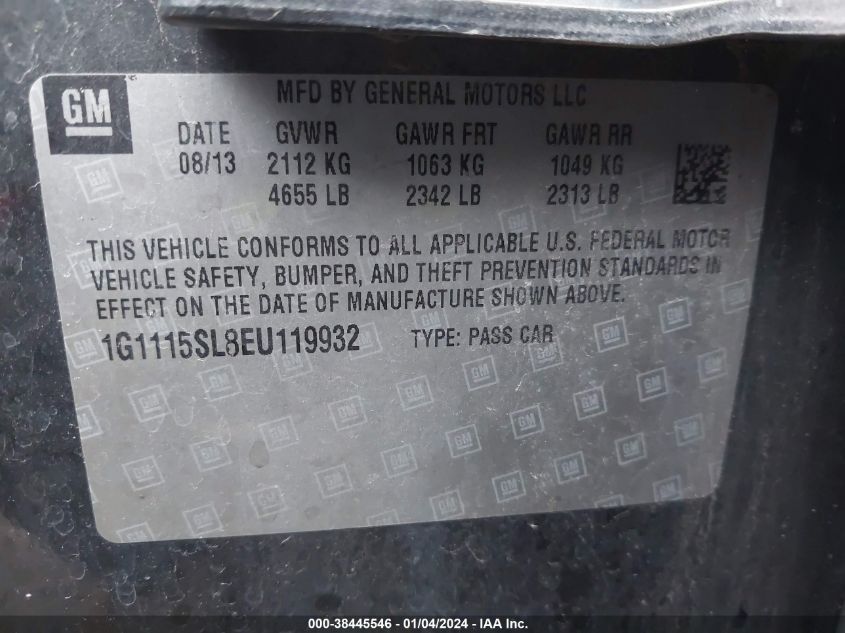 GM
MFD BY GENERAL MOTORS LLC
DATE GVWR GAWR FRT GAWR RR
08/13 2112 KG 1063 KG 1049 KG
4655 LB 2342 LB 2313 LB
THIS VEHICLE CONFORMS TO ALL APPLICABLE U.S. FEDERAL MOTOR
VEHICLE SAFETY, BUMPER, AND THEFT PREVENTION STANDARDS IN
EFFECT ON THE DATE OF MANUFACTURE SHOWN ABOVE.
1G1115SL8EU119932 TYPE: PASS CAR
000-38445546 - 01/04/2024 - IAA Inc.